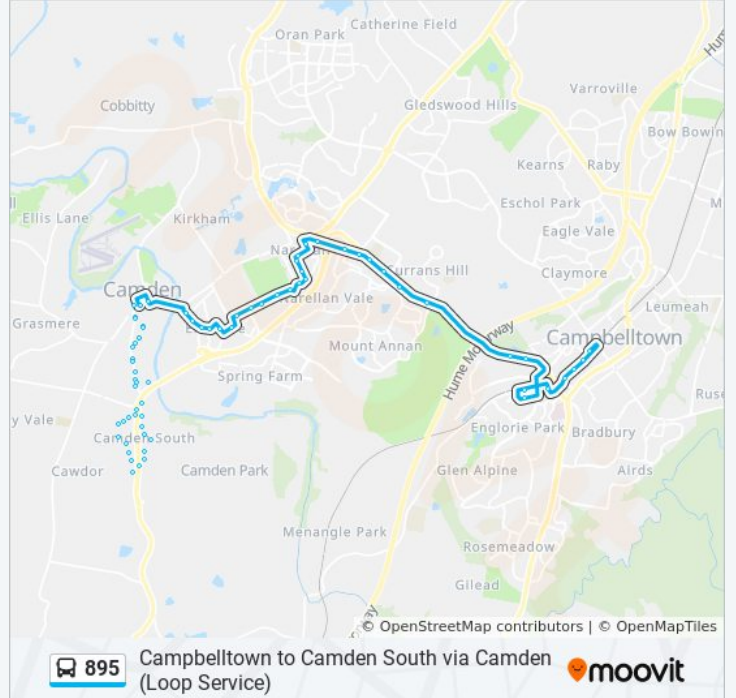 Catherine Field
Oran Park
Hum
Varroville
Cobbitty
Gledswood Hills
Bow Bowin
Kearns
Raby
Eschol Park
M
Ellis Lane
Kirkham
Eagle Vale
Claymore
Currans Hill
Camden
Narellan Vale
Leumeah
Grasmere
Campbelltown
Mount Annan
Hume Motorway
Spring Farm
Ruse
y Vale
Englorie Park
Bradbury
Camden South
Cawdor
Camden Park
Glen Alpine
Airds
Menangle Park
Rosemeadow
Gilead
© OpenStreetMap contributors | © OpenMapTiles
895
Campbelltown to Camden South via Camden
(Loop Service)
moovit